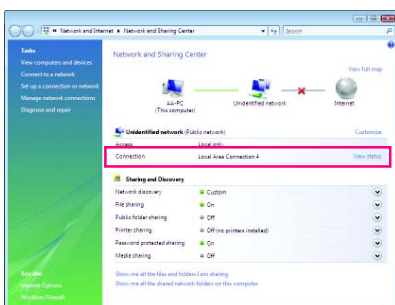 Network and Internet ▸ Network and Sharing Center
Search
Tasks
View computers and devices
Connect to a network
Set up a connection or network
Manage network connections
Diagnose and repair
Network and Sharing Center
View full map
AA-PC
(This computer)
Unidentified network
Internet
Unidentified network (Public network)
Customize
Access
Local only
Connection
Local Area Connection 4
View status
Sharing and Discovery
Network discovery
Custom
File sharing
On
Public folder sharing
Off
Printer sharing
Off (no printers installed)
Password protected sharing
On
Media sharing
Off
See also
Internet Options
Windows Firewall
Show me all the files and folders I am sharing
Show me all the shared network folders on this computer